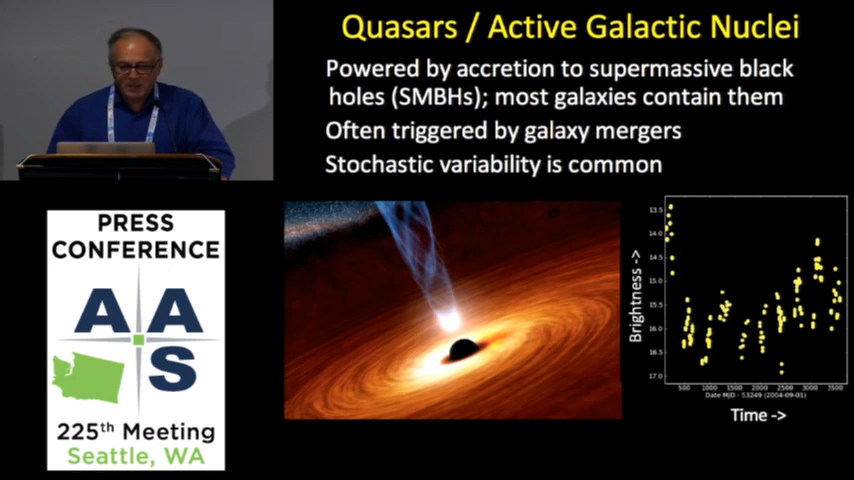 Quasars / Active Galactic Nuclei
Powered by accretion to supermassive black
holes (SMBHs); most galaxies contain them
Often triggered by galaxy mergers
Stochastic variability is common
PRESS
CONFERENCE
A A
S
225th Meeting
Seattle, WA
Brightness ->
13.5
14.0
14.5
15.0
15.5
16.0
16.5
17.0
500 1000 1500 2000 2500 3000 3500
Date MJD - 53249 (2004-09-01)
Time ->